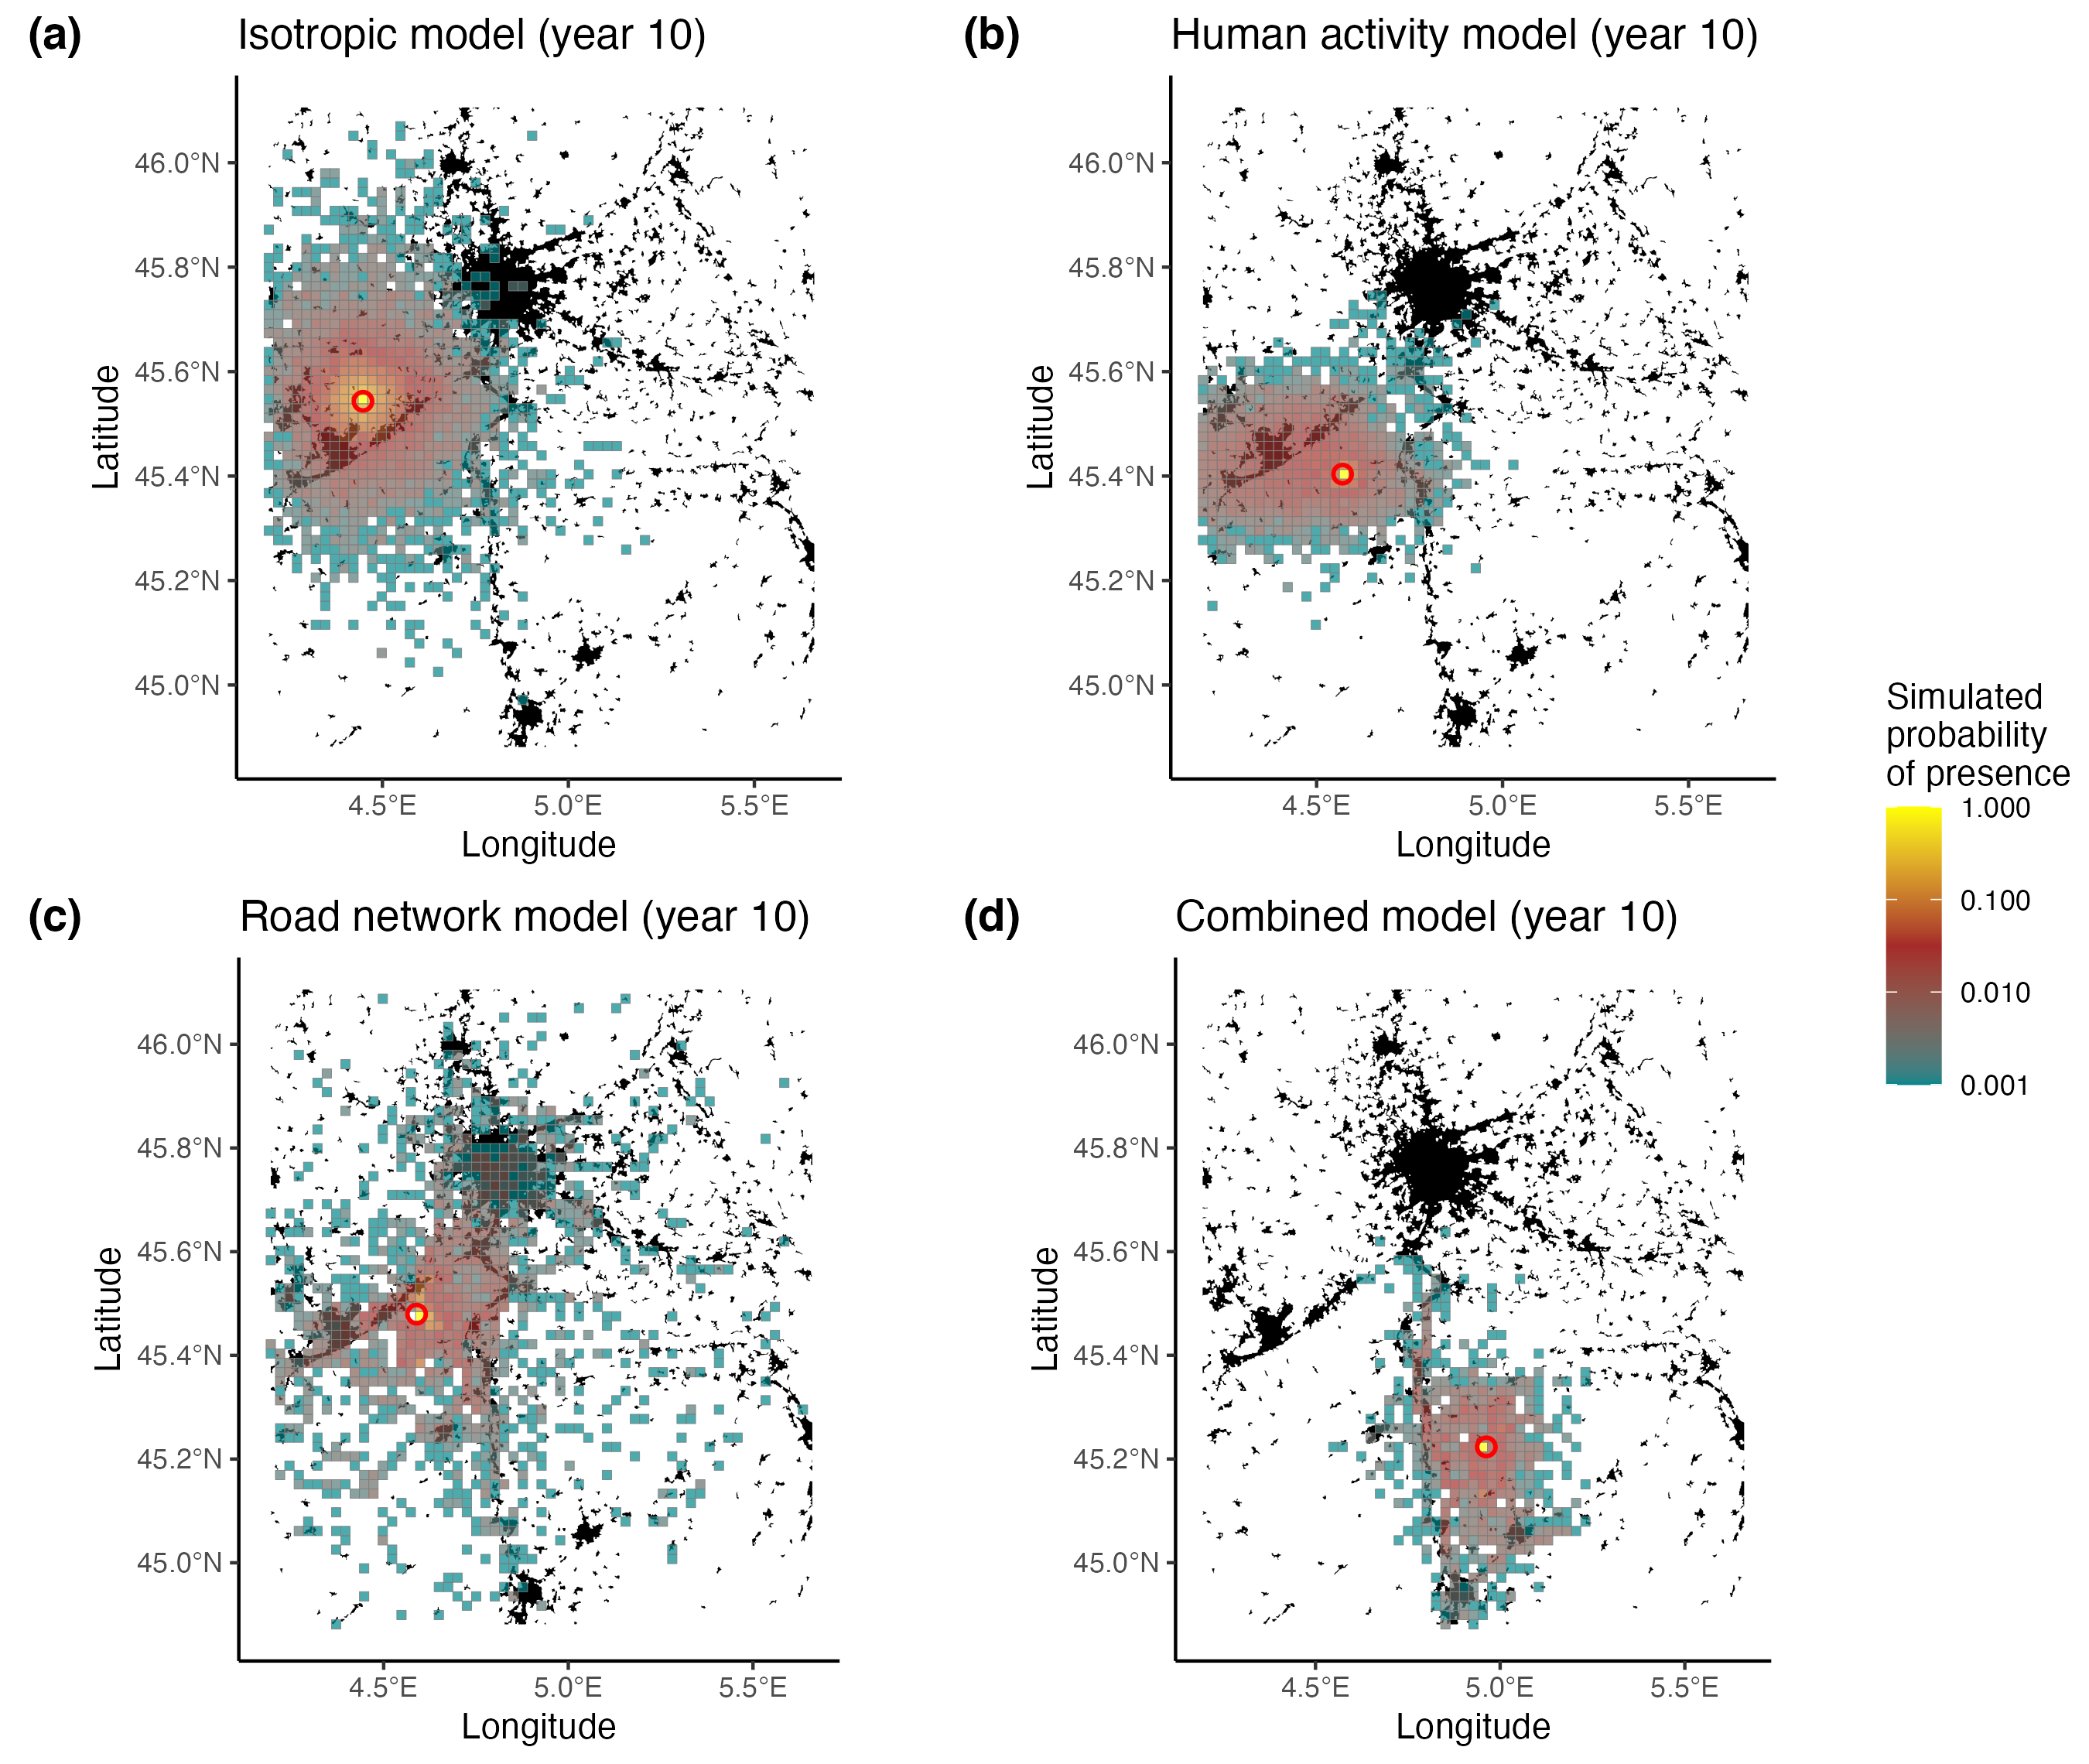 (a) Isotropic model (year 10)
46.0°N
45.8°N
45.6°N
45.4°N
45.2°N
45.0°N
Latitude
4.5°E 5.0°E 5.5°E
Longitude
(b) Human activity model (year 10)
46.0°N
45.8°N
45.6°N
45.4°N
45.2°N
45.0°N
Latitude
4.5°E 5.0°E 5.5°E
Longitude
(c) Road network model (year 10)
46.0°N
45.8°N
45.6°N
45.4°N
45.2°N
45.0°N
Latitude
4.5°E 5.0°E 5.5°E
Longitude
(d) Combined model (year 10)
46.0°N
45.8°N
45.6°N
45.4°N
45.2°N
45.0°N
Latitude
4.5°E 5.0°E 5.5°E
Longitude
Simulated
probability
of presence
1.000
0.100
0.010
0.001